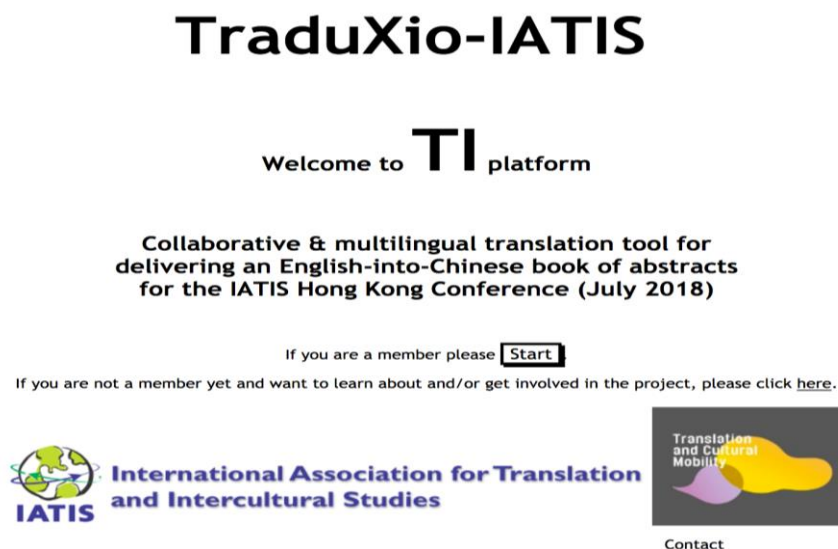 TraduXio-IATIS
Welcome to TI platform
Collaborative & multilingual translation tool for
delivering an English-into-Chinese book of abstracts
for the IATIS Hong Kong Conference (July 2018)
If you are a member please Start.
If you are not a member yet and want to learn about and/or get involved in the project, please click here.
IATIS
International Association for Translation
and Intercultural Studies
Translation
and Cultural
Mobility
Contact